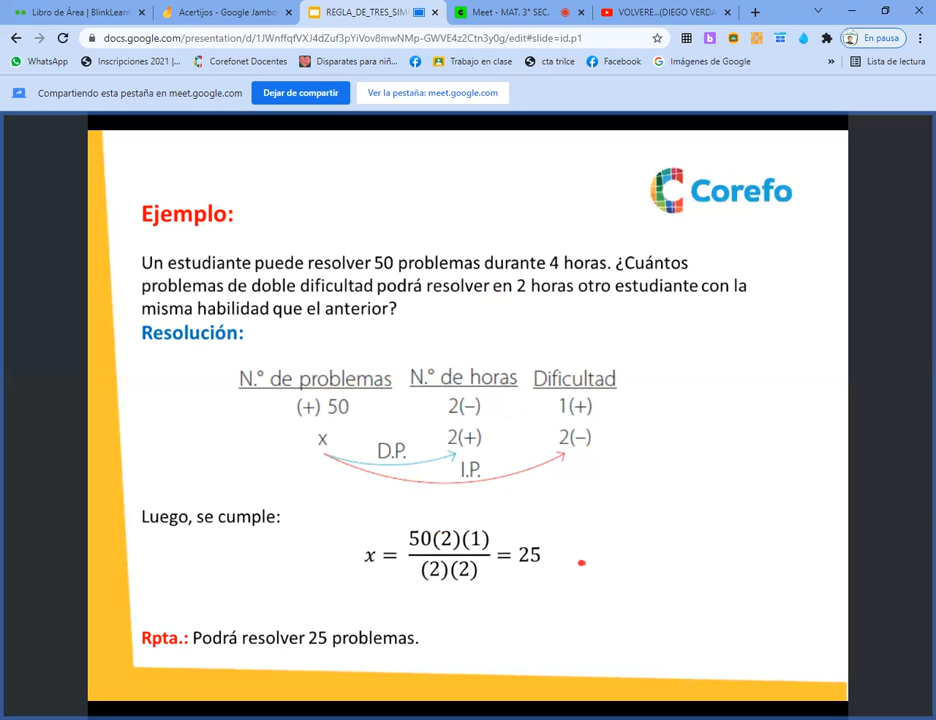 Libro de Área | BlinkLearn
Acertijos - Google Jambo
REGLA_DE_TRES_SIM
Meet - MAT. 3° SEC.
VOLVERE...(DIEGO VERDA
docs.google.com/presentation/d/1JWnffqfVXJ4dZuf3pYiVov8mwNMp-GWVE4z2Ctn3y0g/edit#slide=id.p1
En pausa
WhatsApp
Inscripciones 2021 |...
Corefonet Docentes
Disparates para niñ...
Trabajo en clase
cta trilce
Facebook
Imágenes de Google
»
Lista de lectura
Compartiendo esta pestaña en meet.google.com
Dejar de compartir
Ver la pestaña: meet.google.com
Corefo
Ejemplo:
Un estudiante puede resolver 50 problemas durante 4 horas. ¿Cuántos
problemas de doble dificultad podrá resolver en 2 horas otro estudiante con la
misma habilidad que el anterior?
Resolución:
N.° de problemas N.° de horas Dificultad
(+) 50 2(–) 1(+)
x 2(+) 2(–)
D.P.
I.P.
Luego, se cumple:
x = 50(2)(1) / (2)(2) = 25
Rpta.: Podrá resolver 25 problemas.